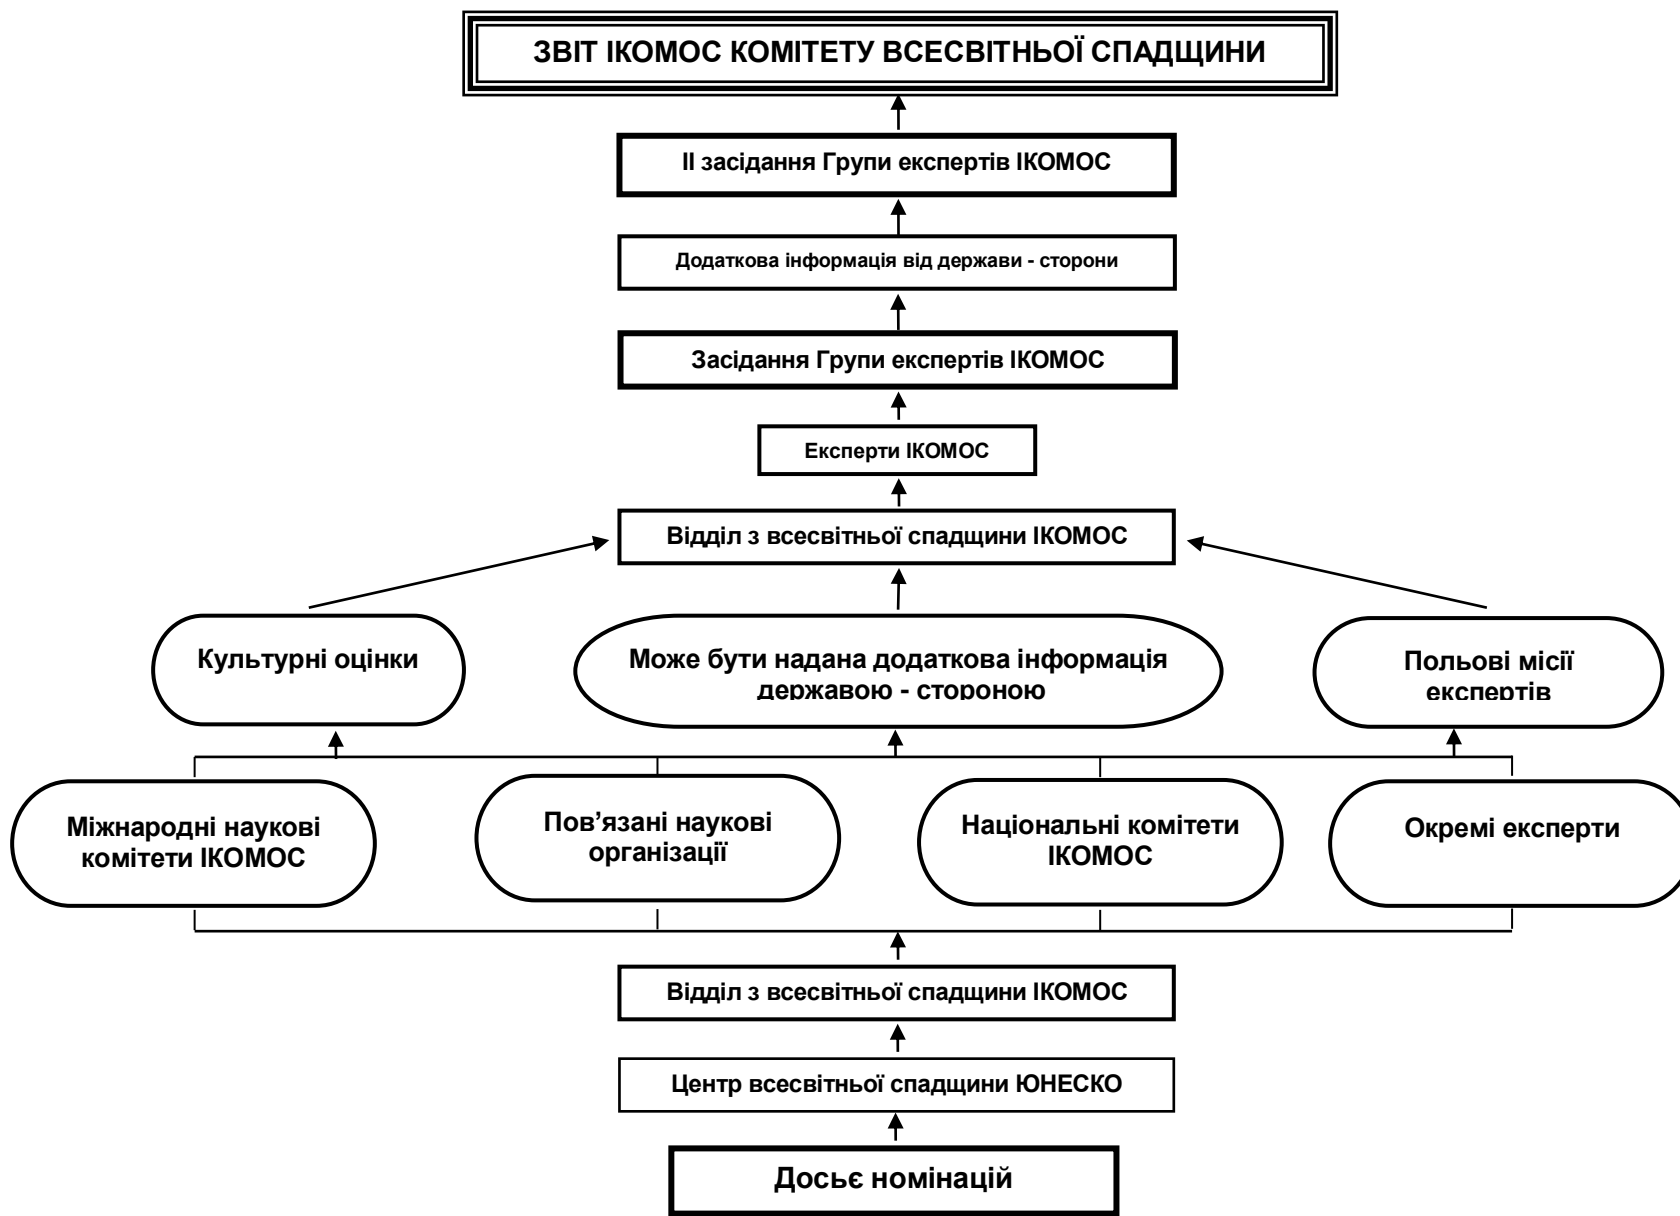 ЗВІТ ІКОМОС КОМІТЕТУ ВСЕСВІТНЬОЇ СПАДЩИНИ
ІІ засідання Групи експертів ІКОМОС
Додаткова інформація від держави - сторони
Засідання Групи експертів ІКОМОС
Експерти ІКОМОС
Відділ з всесвітньої спадщини ІКОМОС
Культурні оцінки
Може бути надана додаткова інформація
державою - стороною
Польові місії
експертів
Міжнародні наукові
комітети ІКОМОС
Пов’язані наукові
організації
Національні комітети
ІКОМОС
Окремі експерти
Відділ з всесвітньої спадщини ІКОМОС
Центр всесвітньої спадщини ЮНЕСКО
Досьє номінацій